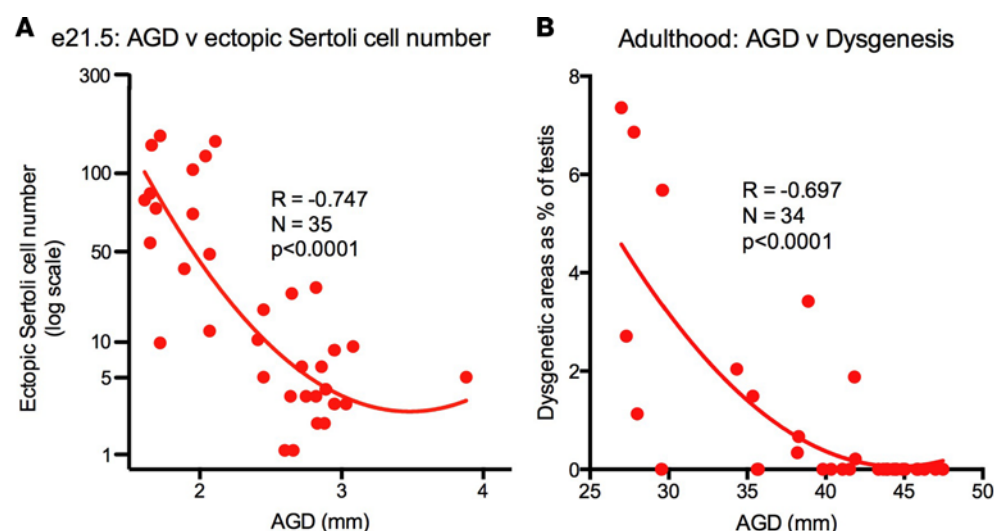 A
e21.5: AGD v ectopic Sertoli cell number
300
100
50
10
5
1
Ectopic Sertoli cell number
(log scale)
R = -0.747
N = 35
p<0.0001
2 3 4
AGD (mm)
B
Adulthood: AGD v Dysgenesis
8
6
4
2
0
Dysgenetic areas as % of testis
R = -0.697
N = 34
p<0.0001
25 30 35 40 45 50
AGD (mm)